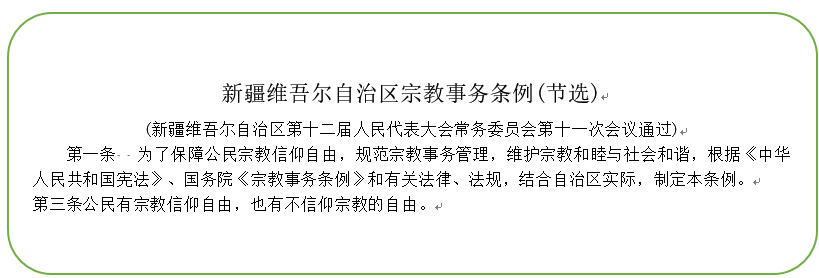 新疆维吾尔自治区宗教事务条例(节选)
(新疆维吾尔自治区第十二届人民代表大会常务委员会第十一次会议通过)
第一条 为了保障公民宗教信仰自由，规范宗教事务管理，维护宗教和睦与社会和谐，根据《中华
人民共和国宪法》、国务院《宗教事务条例》和有关法律、法规，结合自治区实际，制定本条例。
第三条公民有宗教信仰自由，也有不信仰宗教的自由。